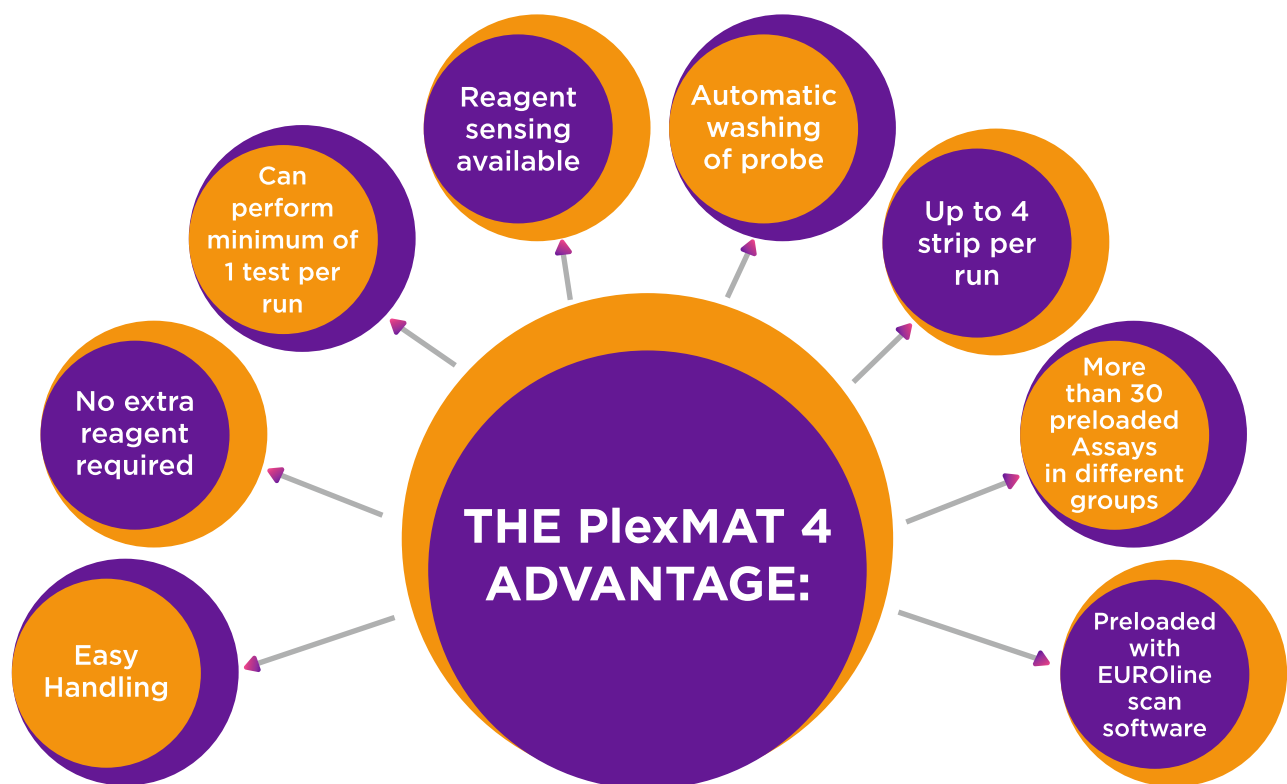 THE PlexMAT 4
ADVANTAGE:
Easy
Handling
No extra
reagent
required
Can
perform
minimum of
1 test per
run
Reagent
sensing
available
Automatic
washing
of probe
Up to 4
strip per
run
More
than 30
preloaded
Assays
in different
groups
Preloaded
with
EUROline
scan
software